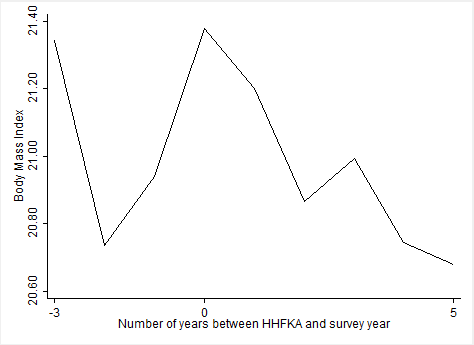 21.40
21.20
21.00
20.80
20.60
Body Mass Index
-3 0 5
Number of years between HHFKA and survey year